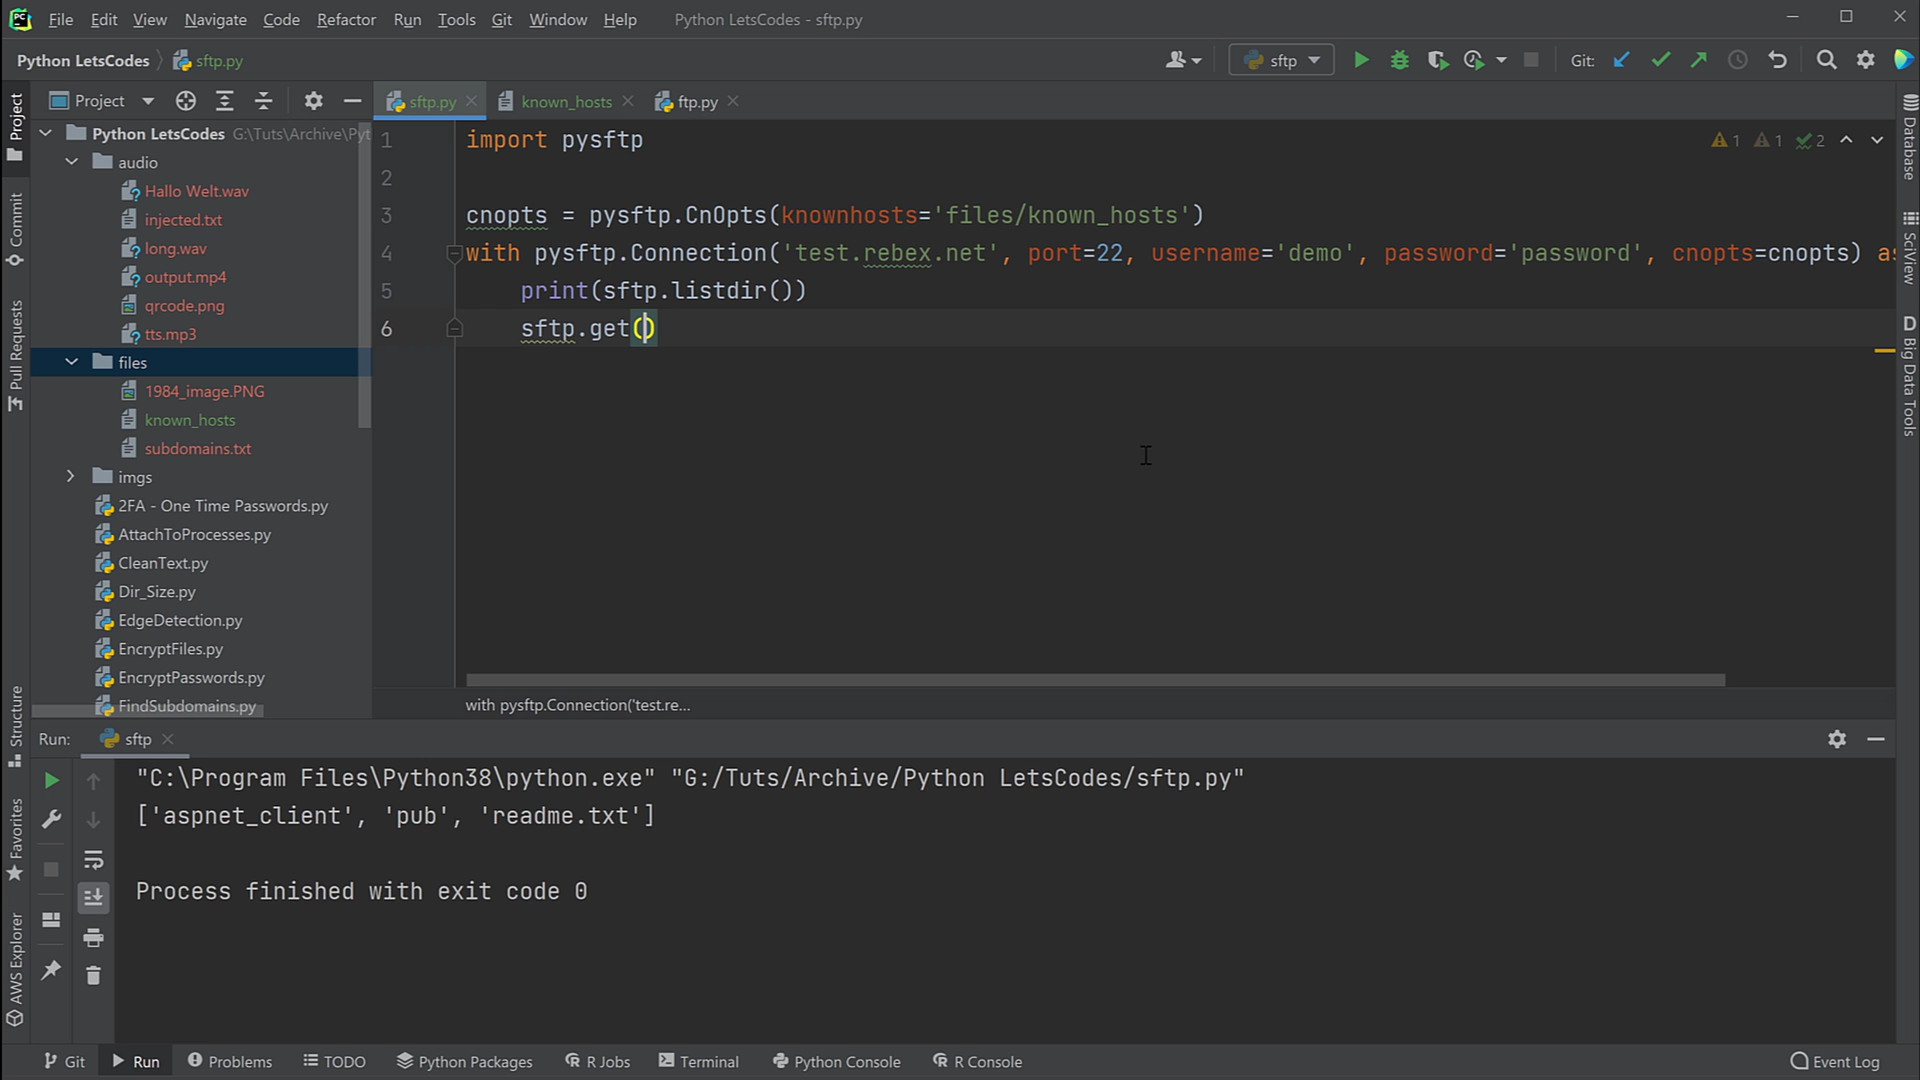 PC File Edit View Navigate Code Refactor Run Tools Git Window Help Python LetsCodes - sftp.py
Python LetsCodes sftp.py sftp Git:
Project
Commit
Pull Requests
Structure
Favorites
AWS Explorer
Project
Python LetsCodes G:\Tuts\Archive\Pyt
audio
Hallo Welt.wav
injected.txt
long.wav
output.mp4
qrcode.png
tts.mp3
files
1984_image.PNG
known_hosts
subdomains.txt
imgs
2FA - One Time Passwords.py
AttachToProcesses.py
CleanText.py
Dir_Size.py
EdgeDetection.py
EncryptFiles.py
EncryptPasswords.py
FindSubdomains.py
sftp.py known_hosts ftp.py
1 import pysftp
2
3 cnopts = pysftp.CnOpts(knownhosts='files/known_hosts')
4 with pysftp.Connection('test.rebex.net', port=22, username='demo', password='password', cnopts=cnopts) as
5 print(sftp.listdir())
6 sftp.get()
1 1 2
with pysftp.Connection('test.re...
Database
SciView
D Big Data Tools
Run: sftp
"C:\Program Files\Python38\python.exe" "G:/Tuts/Archive/Python LetsCodes/sftp.py"
['aspnet_client', 'pub', 'readme.txt']
Process finished with exit code 0
Git Run Problems TODO Python Packages R Jobs Terminal Python Console R Console Event Log